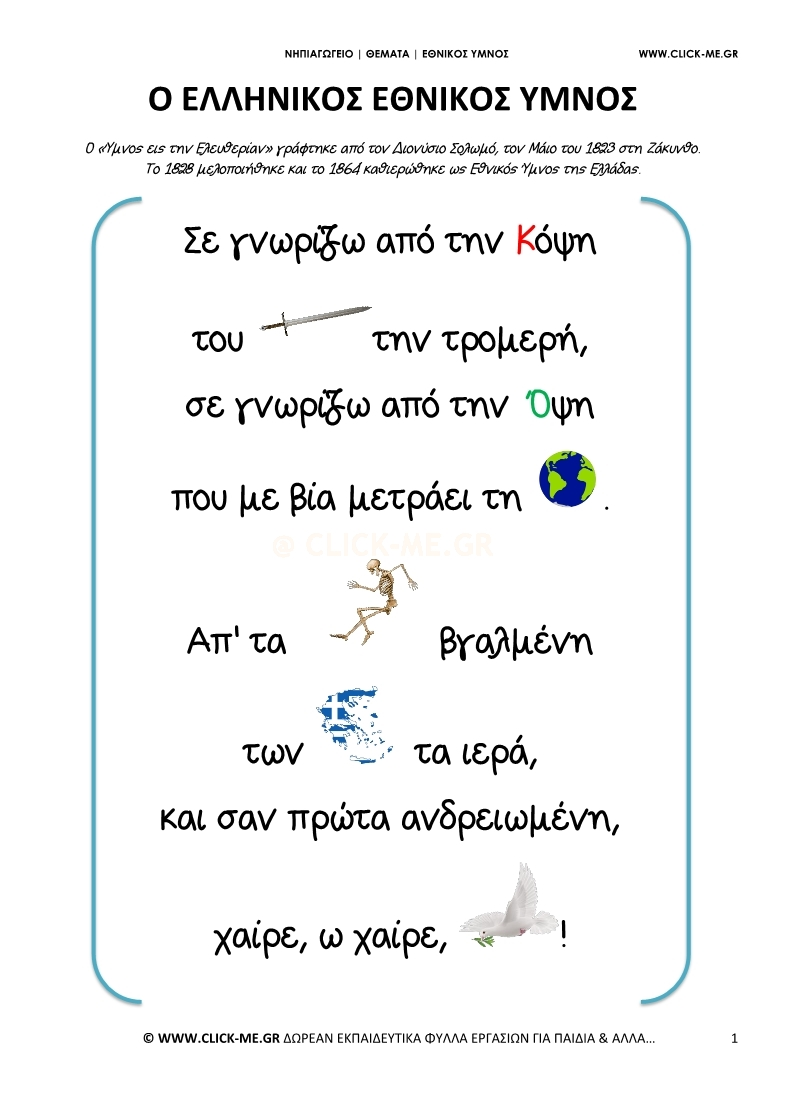 ΝΗΠΙΑΓΩΓΕΙΟ | ΘΕΜΑΤΑ | ΕΘΝΙΚΟΣ ΥΜΝΟΣ WWW.CLICK-ME.GR
Ο ΕΛΛΗΝΙΚΟΣ ΕΘΝΙΚΟΣ ΥΜΝΟΣ
Ο «Ύμνος εις την Ελευθερίαν» γράφτηκε από τον Διονύσιο Σολωμό, τον Μάιο του 1823 στη Ζάκυνθο.
Το 1828 μελοποιήθηκε και το 1864 καθιερώθηκε ως Εθνικός Ύμνος της Ελλάδας.
Σε γνωρίζω από την Κόψη
του την τρομερή,
σε γνωρίζω από την Όψη
που με βία μετράει τη .
@ CLICK-ME.GR
Απ' τα βγαλμένη
των τα ιερά,
και σαν πρώτα ανδρειωμένη,
χαίρε, ω χαίρε, !
© WWW.CLICK-ME.GR ΔΩΡΕΑΝ ΕΚΠΑΙΔΕΥΤΙΚΑ ΦΥΛΛΑ ΕΡΓΑΣΙΩΝ ΓΙΑ ΠΑΙΔΙΑ & ΑΛΛΑ... 1